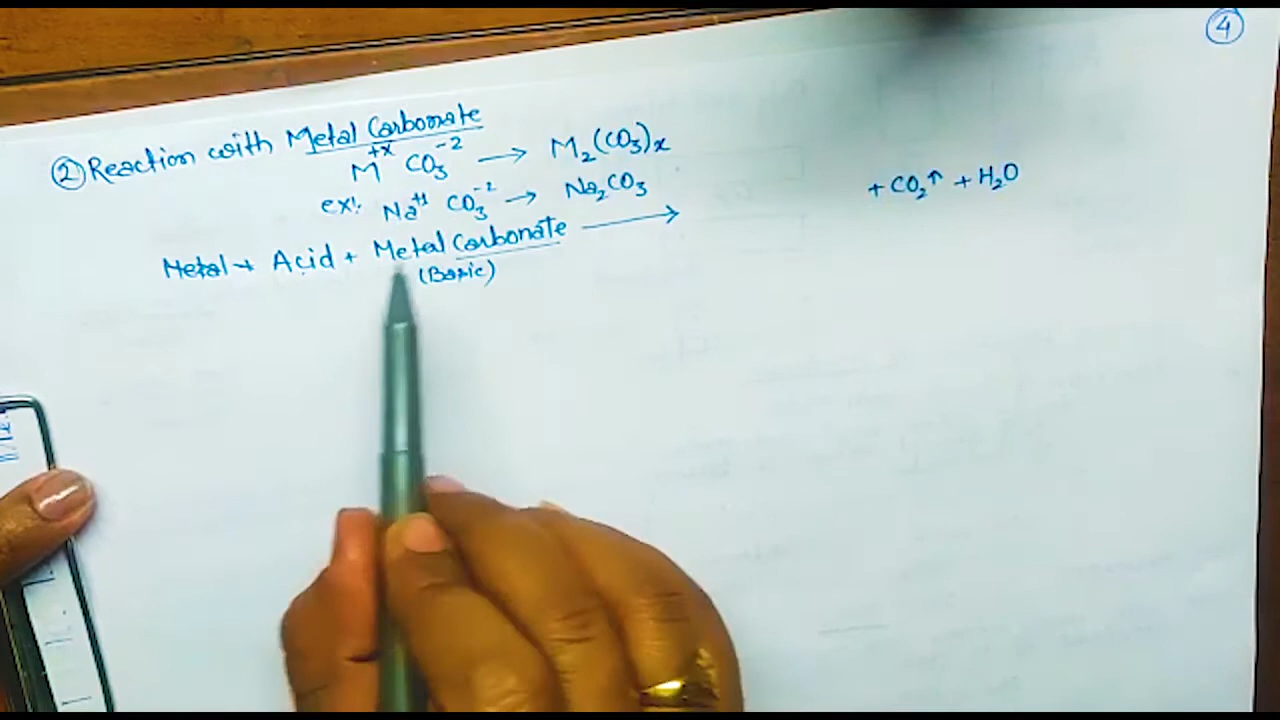 ④
② Reaction with Metal Carbonate
M⁺ˣ CO₃⁻² → M₂(CO₃)ₓ
ex!: Na⁺¹ CO₃⁻² → Na₂CO₃ + CO₂↑ + H₂O
Metal + Acid + Metal Carbonate →
(Basic)